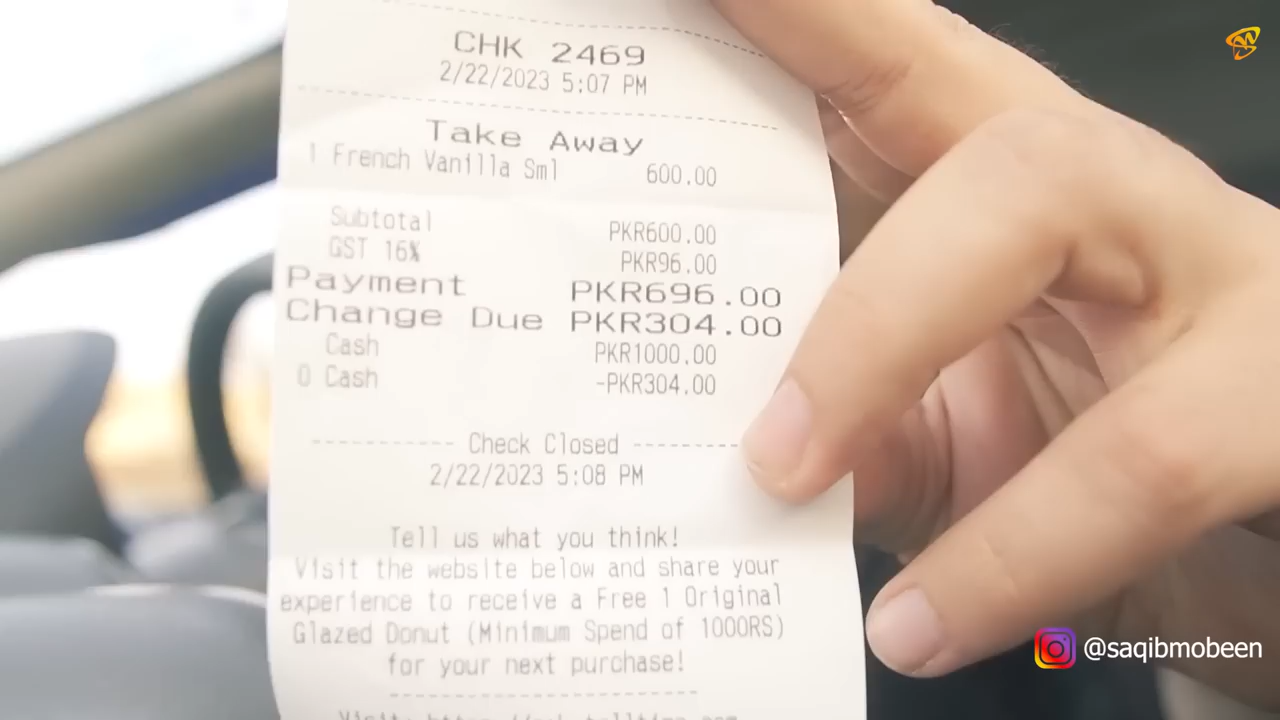 CHK 2469
2/22/2023 5:07 PM
Take Away
1 French Vanilla Sml 600.00
Subtotal PKR600.00
GST 16% PKR96.00
Payment PKR696.00
Change Due PKR304.00
Cash PKR1000.00
0 Cash -PKR304.00
Check Closed
2/22/2023 5:08 PM
Tell us what you think!
Visit the website below and share your
experience to receive a Free 1 Original
Glazed Donut (Minimum Spend of 1000RS)
for your next purchase!
@saqibmobeen